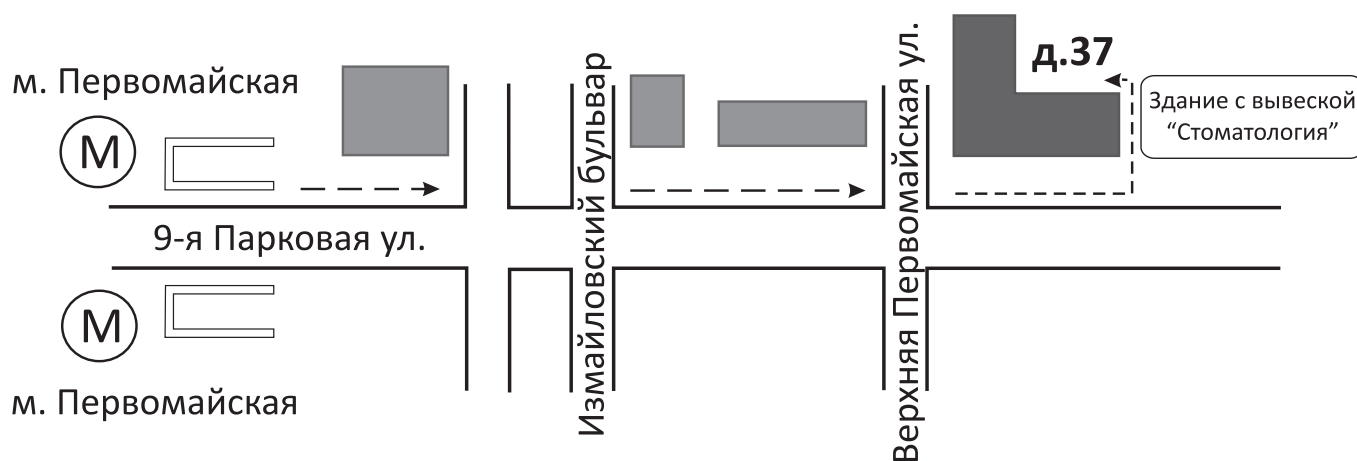 м. Первомайская
М
9-я Парковая ул.
М
м. Первомайская
Измайловский бульвар
Верхняя Первомайская ул.
д.37
Здание с вывеской
“Стоматология”